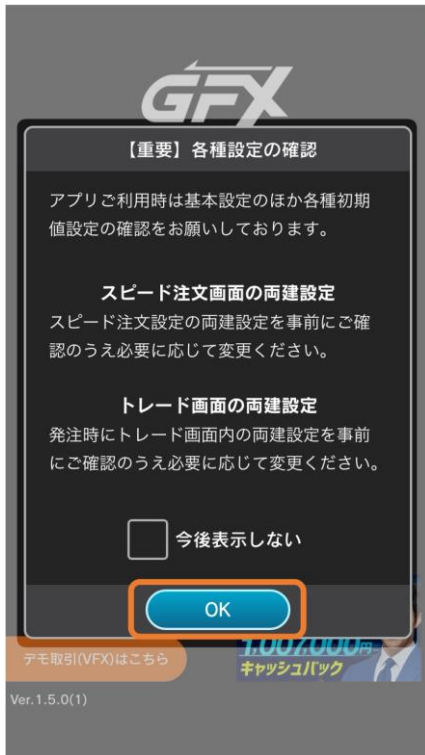 GFX
【重要】各種設定の確認
アプリご利用時は基本設定のほか各種初期
値設定の確認をお願いしております。
スピード注文画面の両建設定
スピード注文設定の両建設定を事前にご確
認のうえ必要に応じて変更ください。
トレード画面の両建設定
発注時にトレード画面内の両建設定を事前
にご確認のうえ必要に応じて変更ください。
今後表示しない
OK
デモ取引(VFX)はこちら
1,007,000円
キャッシュバック
Ver.1.5.0(1)